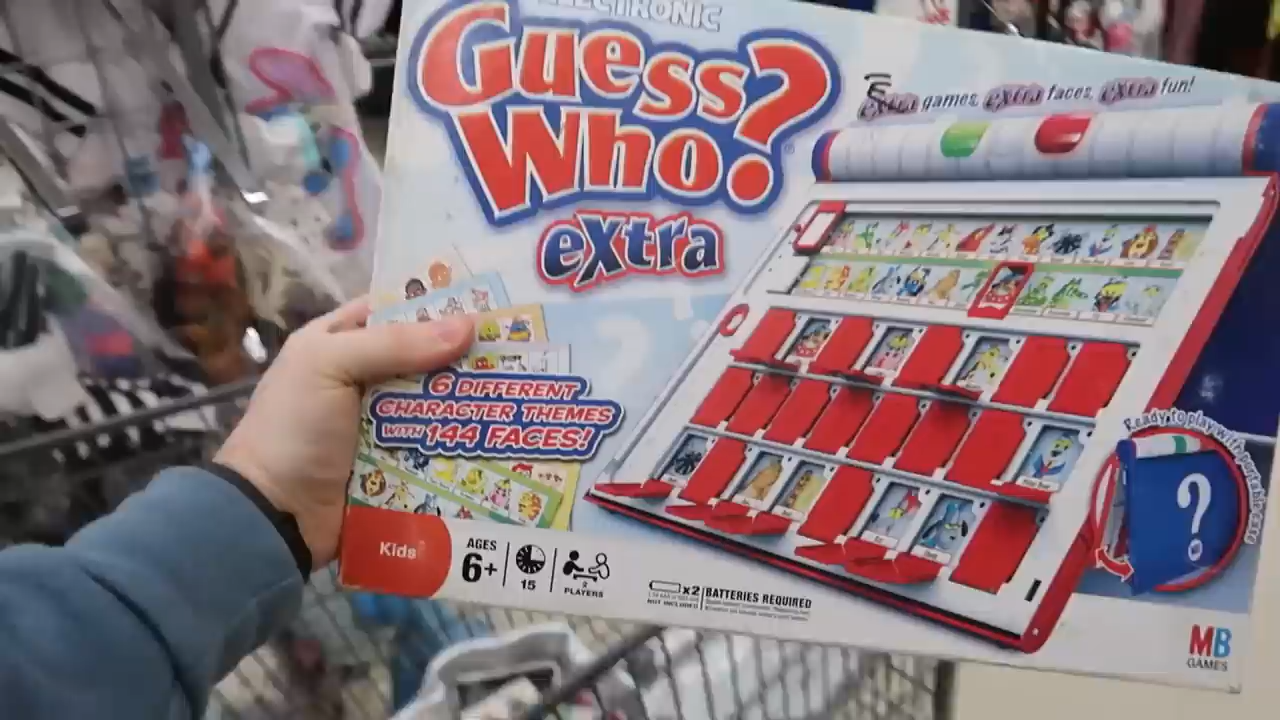 ELECTRONIC
GUESS
WHO?
extra
extra games, extra faces, extra fun!
6 DIFFERENT
CHARACTER THEMES
WITH 144 FACES!
Ready to play with portable case
?
Kids
AGES
6+
15
2
PLAYERS
x2
NOT INCLUDED
BATTERIES REQUIRED
MB
GAMES